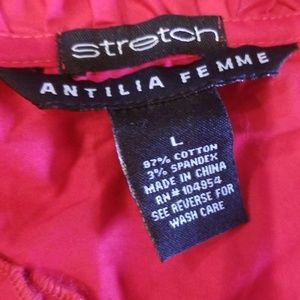 stretch
ANTILIA FEMME
L
97% COTTON
3% SPANDEX
MADE IN CHINA
RN# 104954
SEE REVERSE FOR
WASH CARE